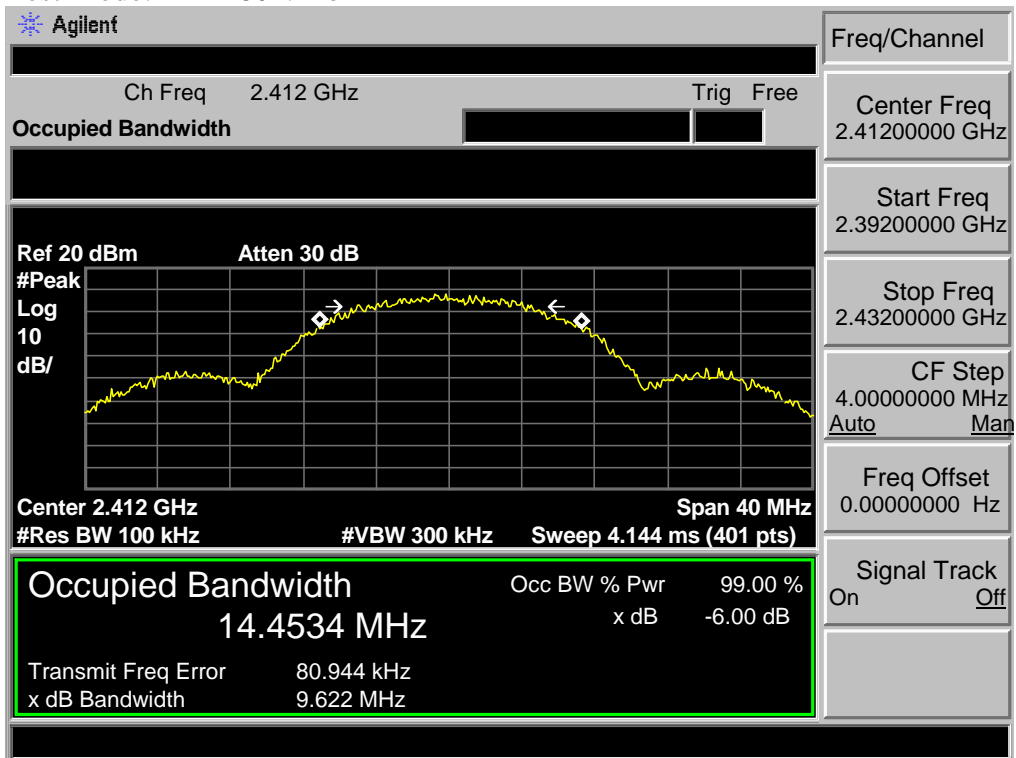 Agilent
Freq/Channel
Ch Freq 2.412 GHz Trig Free
Occupied Bandwidth
Center Freq
2.41200000 GHz
Start Freq
2.39200000 GHz
Stop Freq
2.43200000 GHz
CF Step
4.00000000 MHz
Auto Man
Freq Offset
0.00000000 Hz
Signal Track
On Off
Ref 20 dBm Atten 30 dB
#Peak
Log
10
dB/
Center 2.412 GHz Span 40 MHz
#Res BW 100 kHz #VBW 300 kHz Sweep 4.144 ms (401 pts)
Occupied Bandwidth Occ BW % Pwr 99.00 %
14.4534 MHz x dB -6.00 dB
Transmit Freq Error 80.944 kHz
x dB Bandwidth 9.622 MHz